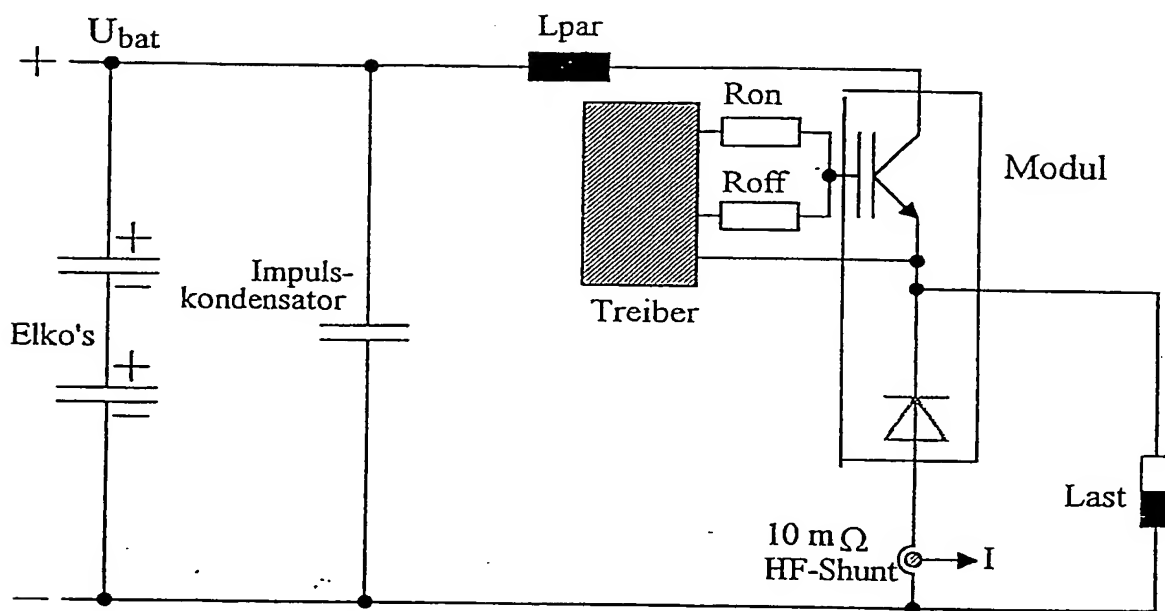 Lpar
Ubat
+
Ron
Modul
Roff
+
Impuls-
kondensator
Treiber
Elko's
+
Last
10 mΩ
HF-Shunt
I